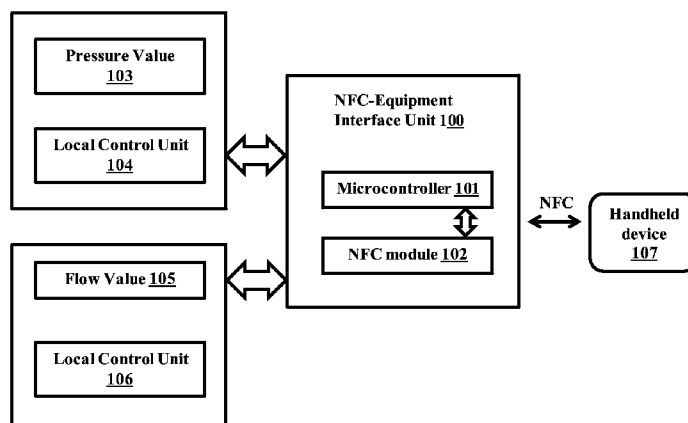 Pressure Value
103
Local Control Unit
104
Flow Value 105
Local Control Unit
106
NFC-Equipment
Interface Unit 100
Microcontroller 101
NFC module 102
NFC
Handheld
device
107